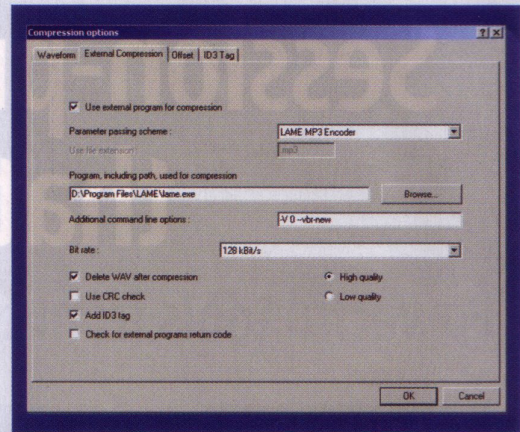 Compression options
Waveform External Compression Offset ID3 Tag
Use external program for compression
Parameter passing scheme : LAME MP3 Encoder
Use file extension : .mp3
Program, including path, used for compression
D:\Program Files\LAME\lame.exe Browse...
Additional command line options : -V 0 --vbr-new
Bit rate : 128 kBit/s
Delete WAV after compression High quality
Use CRC check Low quality
Add ID3 tag
Check for external programs return code
OK Cancel